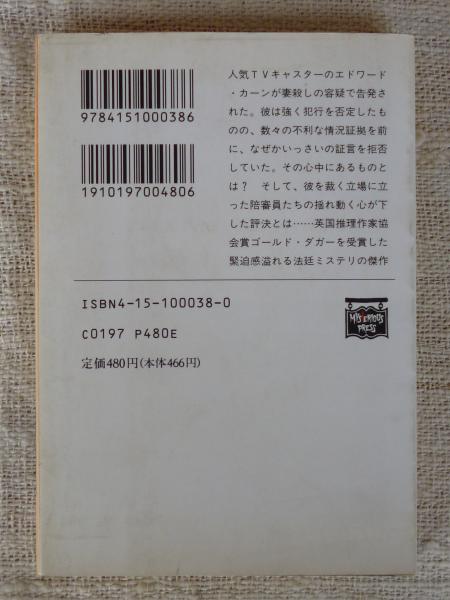 人気ＴＶキャスターのエドワード
・カーンが妻殺しの容疑で告発さ
れた。彼は強く犯行を否定したも
のの、数々の不利な情況証拠を前
に、なぜかいっさいの証言を拒否
していた。その心中にあるものと
は？　そして、彼を裁く立場に立
った陪審員たちの揺れ動く心が下
した評決とは……英国推理作家協
会賞ゴールド・ダガーを受賞した
緊迫感溢れる法廷ミステリの傑作
9784151000386
1910197004806
ISBN4-15-100038-0
C0197 P480E
定価480円(本体466円)
MYSTERIOUS
PRESS